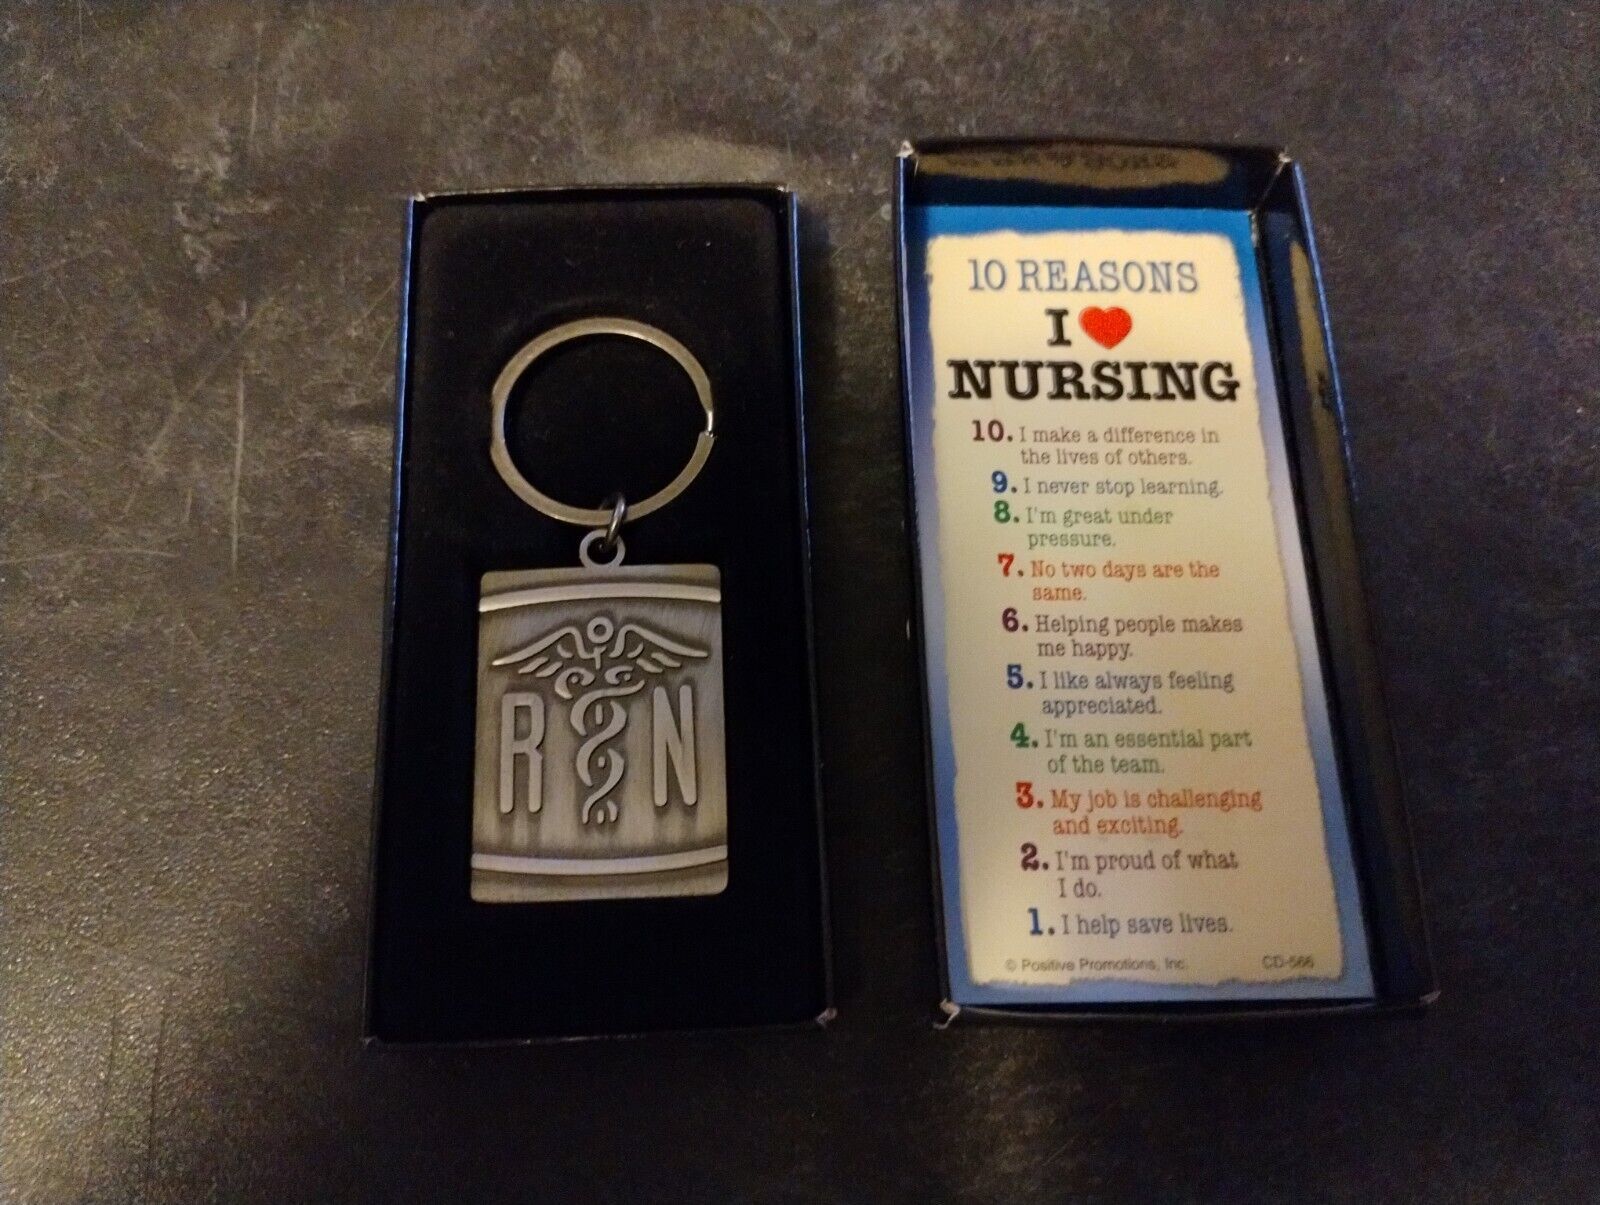 R N
10 REASONS
I ❤
NURSING
10. I make a difference in
the lives of others.
9. I never stop learning.
8. I'm great under
pressure.
7. No two days are the
same.
6. Helping people makes
me happy.
5. I like always feeling
appreciated.
4. I'm an essential part
of the team.
3. My job is challenging
and exciting.
2. I'm proud of what
I do.
1. I help save lives.
© Positive Promotions, Inc. CD-566